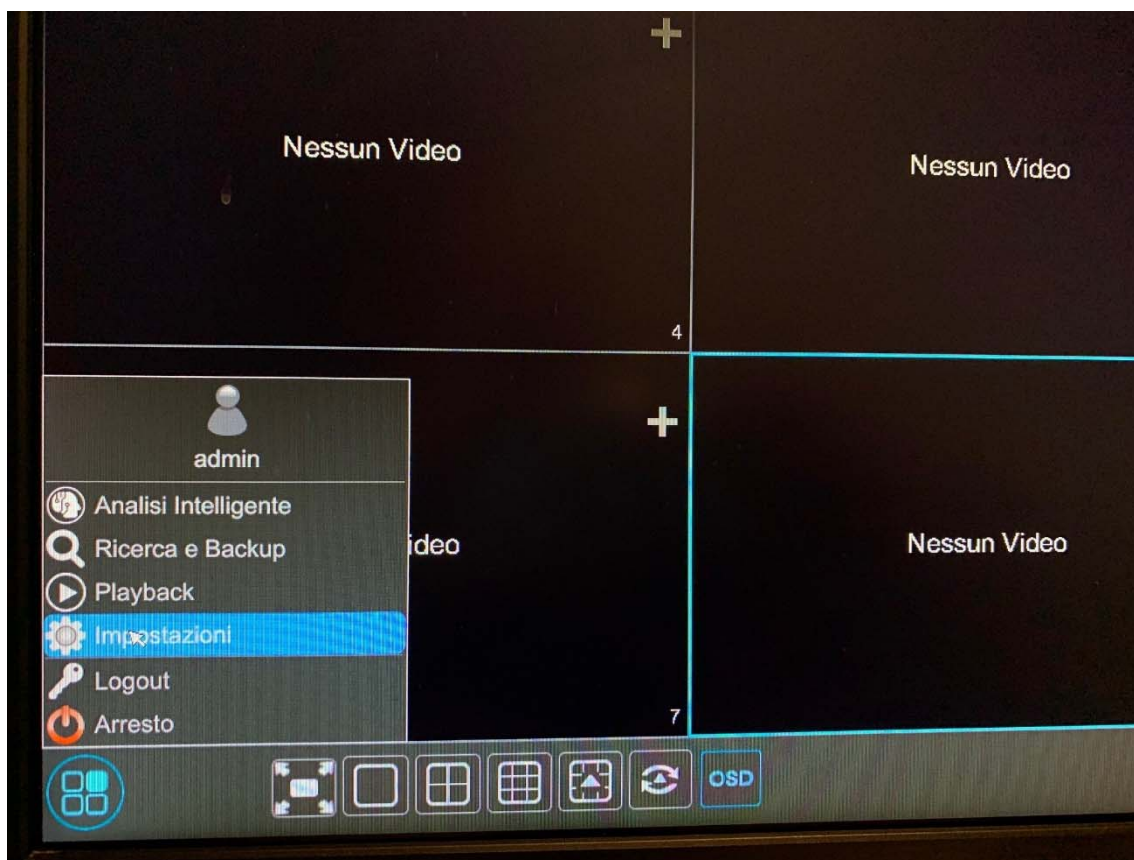 Nessun Video
Nessun Video
4
admin
Analisi Intelligente
Ricerca e Backup
ideo
Nessun Video
Playback
Impostazioni
Logout
Arresto
7
OSD